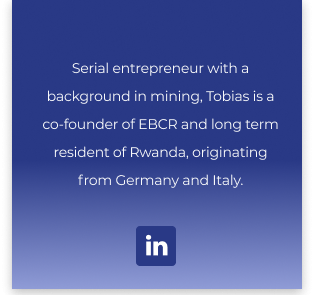 Serial entrepreneur with a
background in mining, Tobias is a
co-founder of EBCR and long term
resident of Rwanda, originating
from Germany and Italy.
in